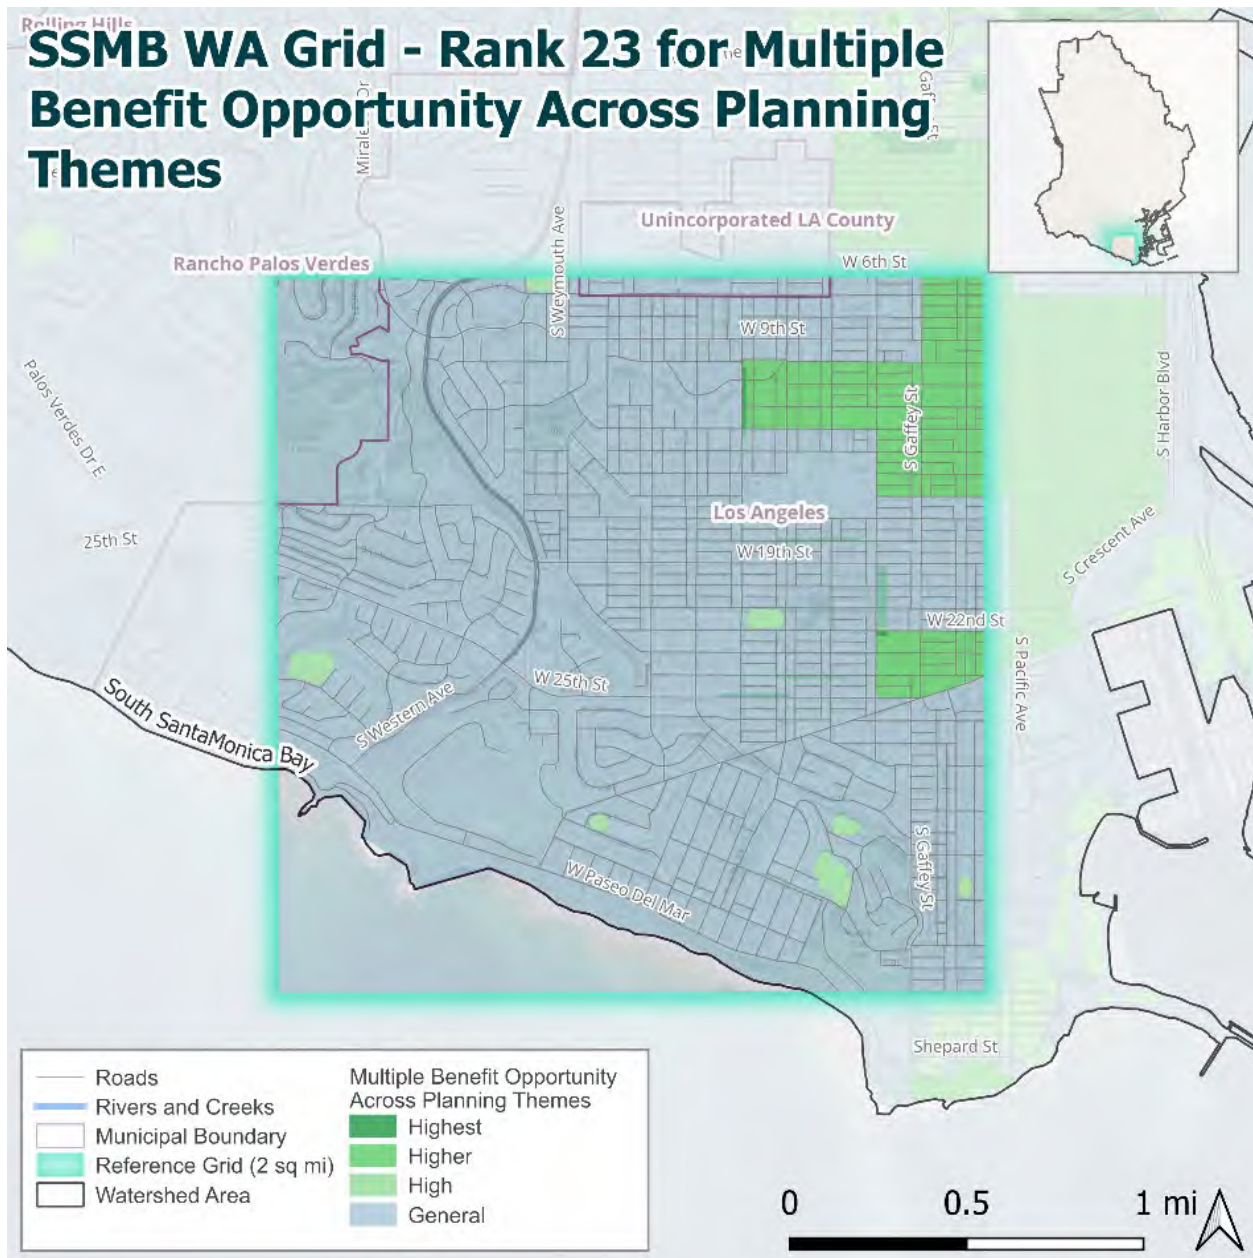 Rolling Hills
SSMB WA Grid - Rank 23 for Multiple
Benefit Opportunity Across Planning
Themes
S Weymouth Ave
Unincorporated LA County
Rancho Palos Verdes
W 6th St
W 9th St
Palos Verdes Dr E
S Gaffey St
S Harbor Blvd
Los Angeles
25th St
W 19th St
S Crescent Ave
W 22nd St
S Pacific Ave
W 25th St
S Western Ave
South SantaMonica Bay
W Paseo Del Mar
S Gaffey St
Shepard St
Roads
Rivers and Creeks
Municipal Boundary
Reference Grid (2 sq mi)
Watershed Area
Multiple Benefit Opportunity
Across Planning Themes
Highest
Higher
High
General
0 0.5 1 mi